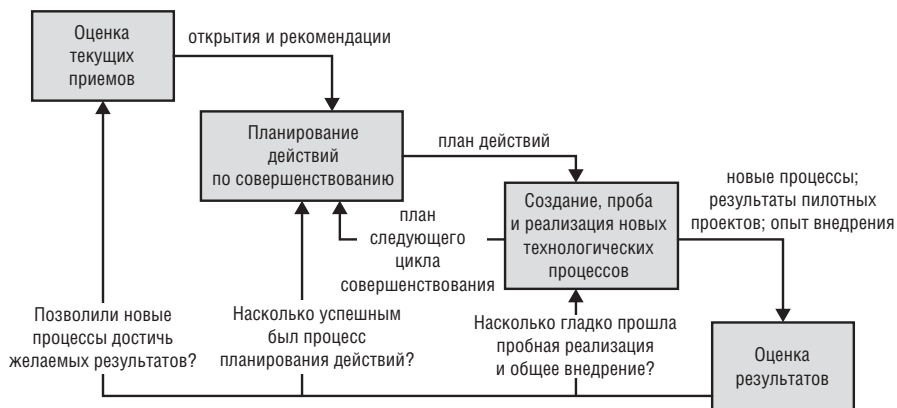 Оценка
текущих
приемов
открытия и рекомендации
Планирование
действий
по совершенствованию
план действий
Создание, проба
и реализация новых
технологических
процессов
новые процессы;
результаты пилотных
проектов; опыт внедрения
план
следующего
цикла
совершенствования
Позволили новые
процессы достичь
желаемых результатов?
Насколько успешным
был процесс
планирования действий?
Насколько гладко прошла
пробная реализация
и общее внедрение?
Оценка
результатов